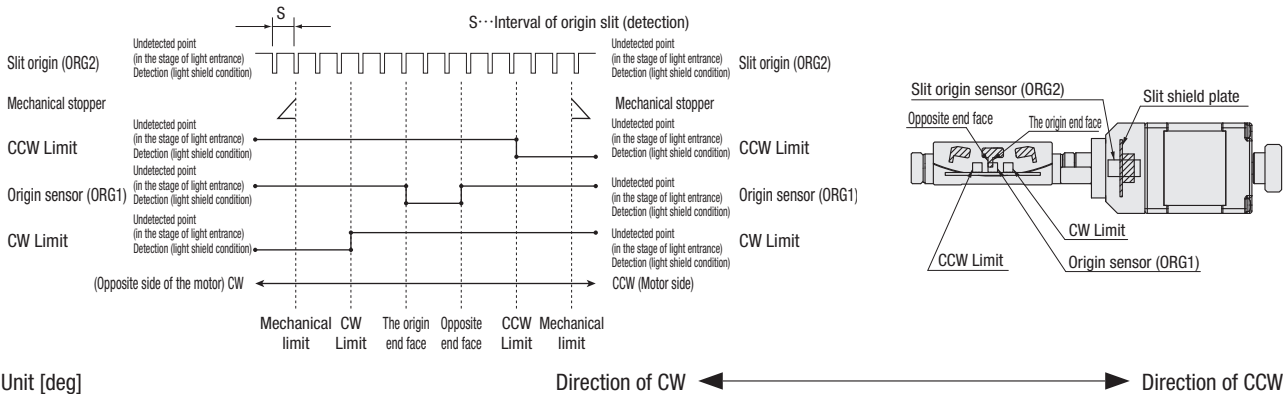 S
S···Interval of origin slit (detection)
Slit origin (ORG2)
Undetected point
(in the stage of light entrance)
Detection (light shield condition)
Undetected point
(in the stage of light entrance)
Detection (light shield condition)
Slit origin (ORG2)
Mechanical stopper
Mechanical stopper
CCW Limit
Undetected point
(in the stage of light entrance)
Detection (light shield condition)
Undetected point
(in the stage of light entrance)
Detection (light shield condition)
CCW Limit
Origin sensor (ORG1)
Undetected point
(in the stage of light entrance)
Detection (light shield condition)
Undetected point
(in the stage of light entrance)
Detection (light shield condition)
Origin sensor (ORG1)
CW Limit
Undetected point
(in the stage of light entrance)
Detection (light shield condition)
Undetected point
(in the stage of light entrance)
Detection (light shield condition)
CW Limit
(Opposite side of the motor) CW
CCW (Motor side)
Mechanical
limit
CW
Limit
The origin
end face
Opposite
end face
CCW
Limit
Mechanical
limit
Slit origin sensor (ORG2)
Slit shield plate
Opposite end face
The origin end face
CW Limit
CCW Limit
Origin sensor (ORG1)
Unit [deg]
Direction of CW
Direction of CCW